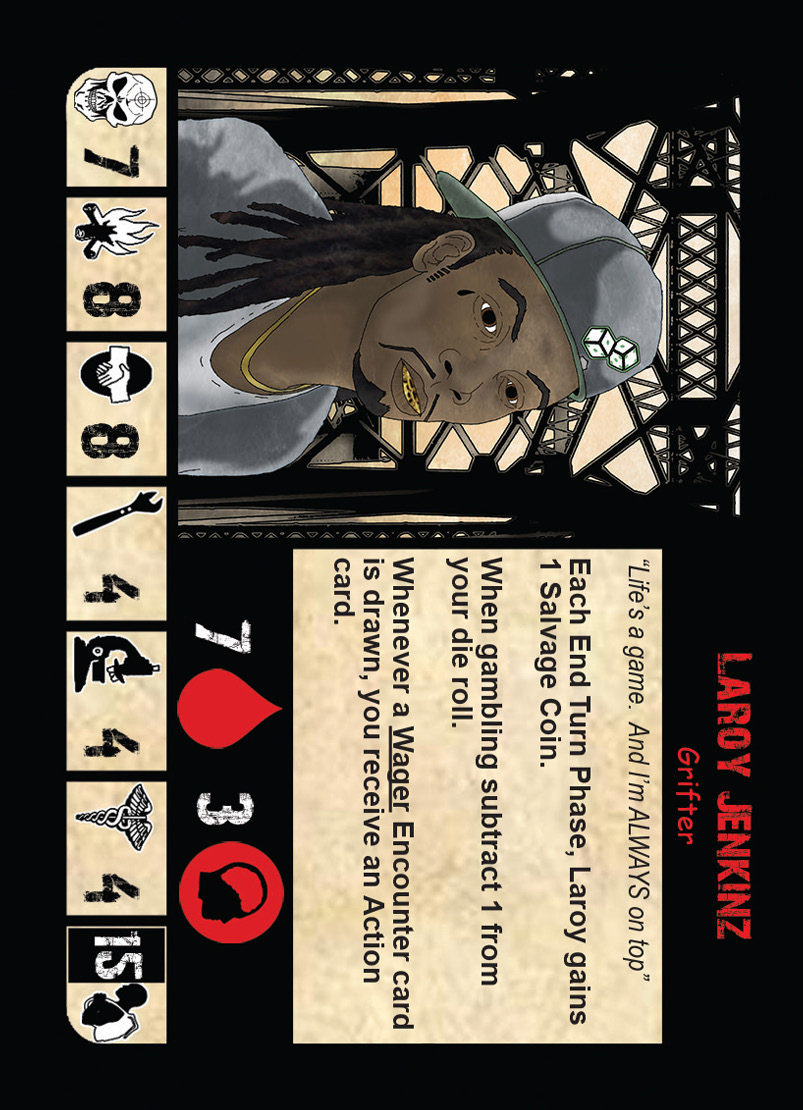 LAROY JENKINZ
Grifter
“Life’s a game. And I’m ALWAYS on top”
Each End Turn Phase, Laroy gains
1 Salvage Coin.
When gambling subtract 1 from
your die roll.
Whenever a Wager Encounter card
is drawn, you receive an Action
card.
7 3
7 8 8 4 4 4 15